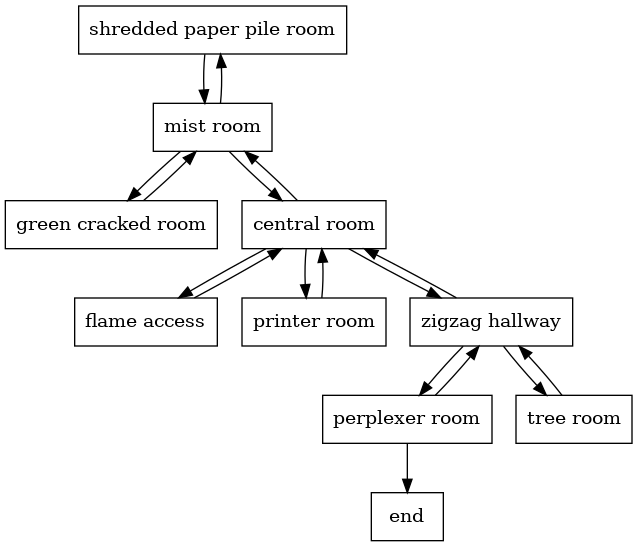 shredded paper pile room
mist room
green cracked room
central room
flame access
printer room
zigzag hallway
perplexer room
tree room
end